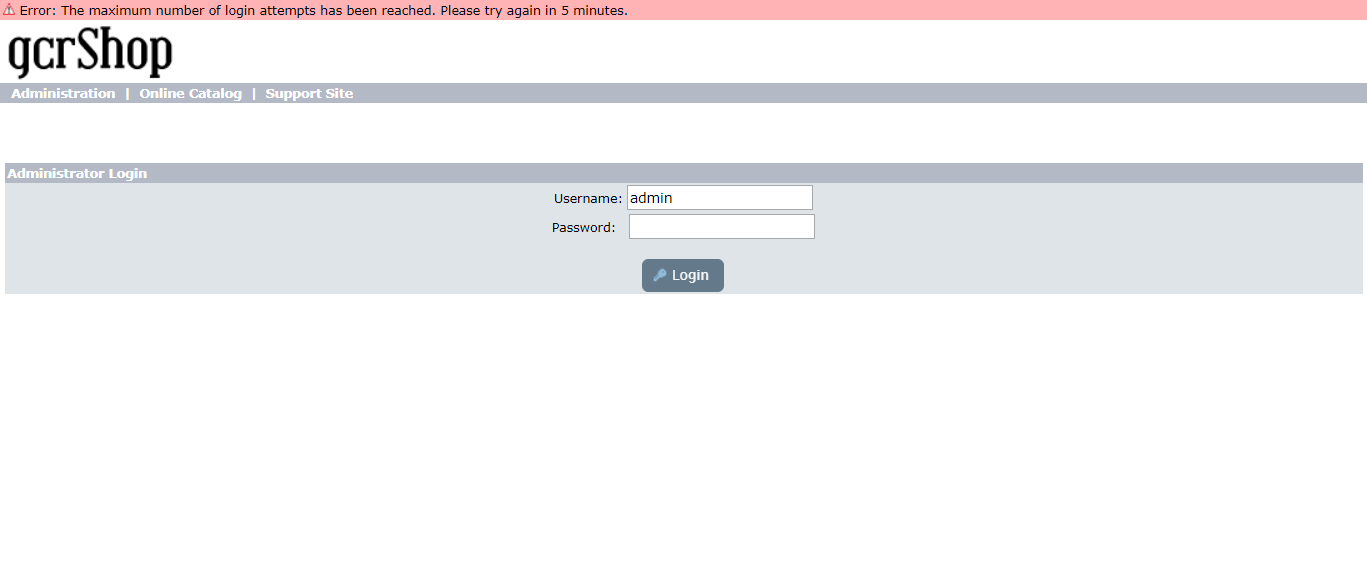 Error: The maximum number of login attempts has been reached. Please try again in 5 minutes.
gcrShop
Administration | Online Catalog | Support Site
Administrator Login
Username: admin
Password:
Login